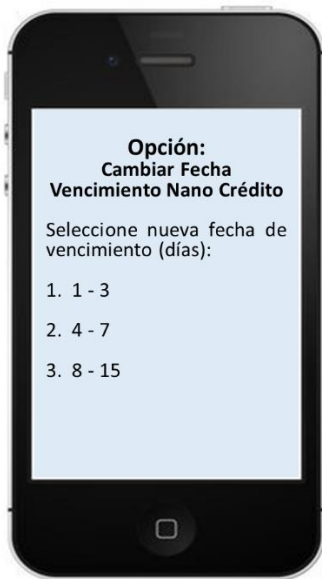 Opción:
Cambiar Fecha
Vencimiento Nano Crédito
Seleccione nueva fecha de
vencimiento (días):
1. 1 - 3
2. 4 - 7
3. 8 - 15